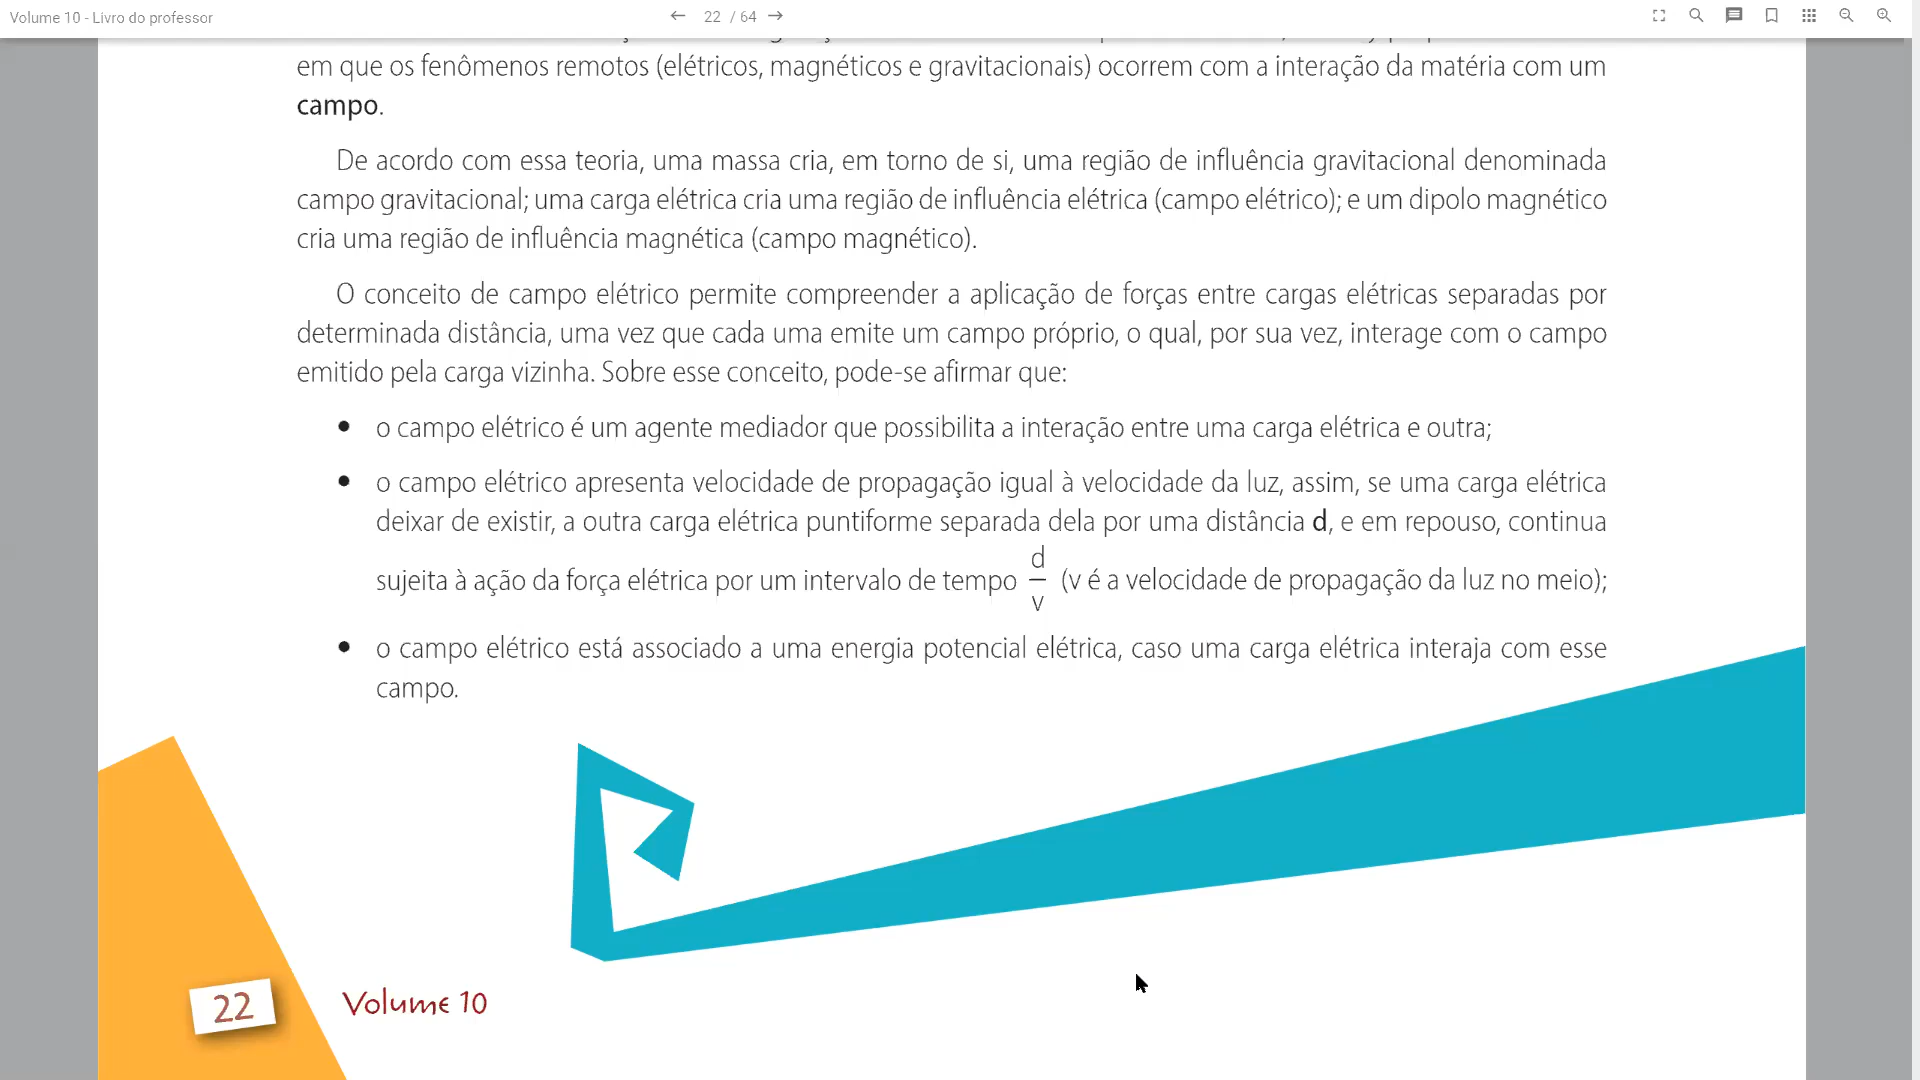 Volume 10 - Livro do professor
22 / 64
em que os fenômenos remotos (elétricos, magnéticos e gravitacionais) ocorrem com a interação da matéria com um
campo.
De acordo com essa teoria, uma massa cria, em torno de si, uma região de influência gravitacional denominada
campo gravitacional; uma carga elétrica cria uma região de influência elétrica (campo elétrico); e um dipolo magnético
cria uma região de influência magnética (campo magnético).
O conceito de campo elétrico permite compreender a aplicação de forças entre cargas elétricas separadas por
determinada distância, uma vez que cada uma emite um campo próprio, o qual, por sua vez, interage com o campo
emitido pela carga vizinha. Sobre esse conceito, pode-se afirmar que:
• o campo elétrico é um agente mediador que possibilita a interação entre uma carga elétrica e outra;
• o campo elétrico apresenta velocidade de propagação igual à velocidade da luz, assim, se uma carga elétrica
deixar de existir, a outra carga elétrica puntiforme separada dela por uma distância d, e em repouso, continua
sujeita à ação da força elétrica por um intervalo de tempo d/v (v é a velocidade de propagação da luz no meio);
• o campo elétrico está associado a uma energia potencial elétrica, caso uma carga elétrica interaja com esse
campo.
22 Volume 10